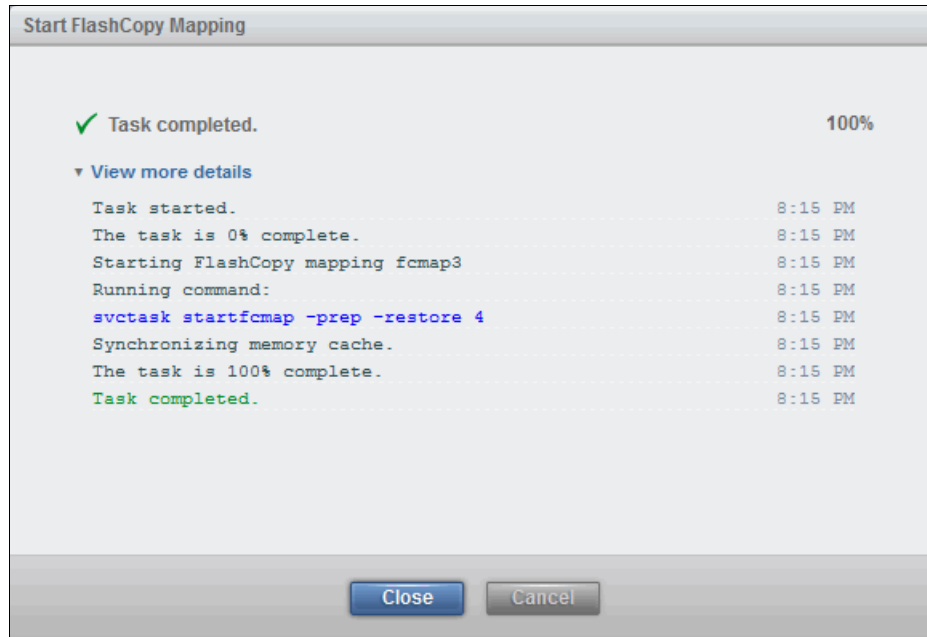 Start FlashCopy Mapping
Task completed. 100%
View more details
Task started. 8:15 PM
The task is 0% complete. 8:15 PM
Starting FlashCopy mapping fcmap3 8:15 PM
Running command: 8:15 PM
svctask startfcmap -prep -restore 4 8:15 PM
Synchronizing memory cache. 8:15 PM
The task is 100% complete. 8:15 PM
Task completed. 8:15 PM
Close Cancel